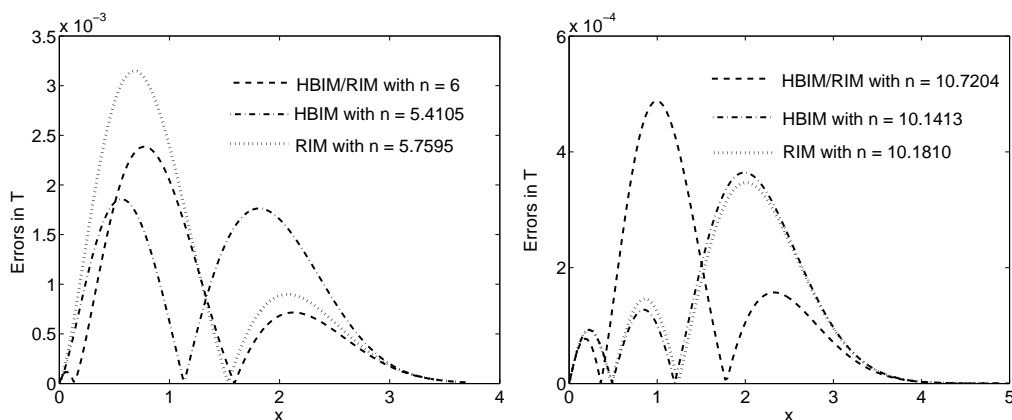 x 10⁻³
3.5
3
2.5
2
1.5
1
0.5
0
Errors in T
HBIM/RIM with n = 6
HBIM with n = 5.4105
RIM with n = 5.7595
0 1 2 3 4
x
x 10⁻⁴
6
4
2
0
Errors in T
HBIM/RIM with n = 10.7204
HBIM with n = 10.1413
RIM with n = 10.1810
0 1 2 3 4 5
x